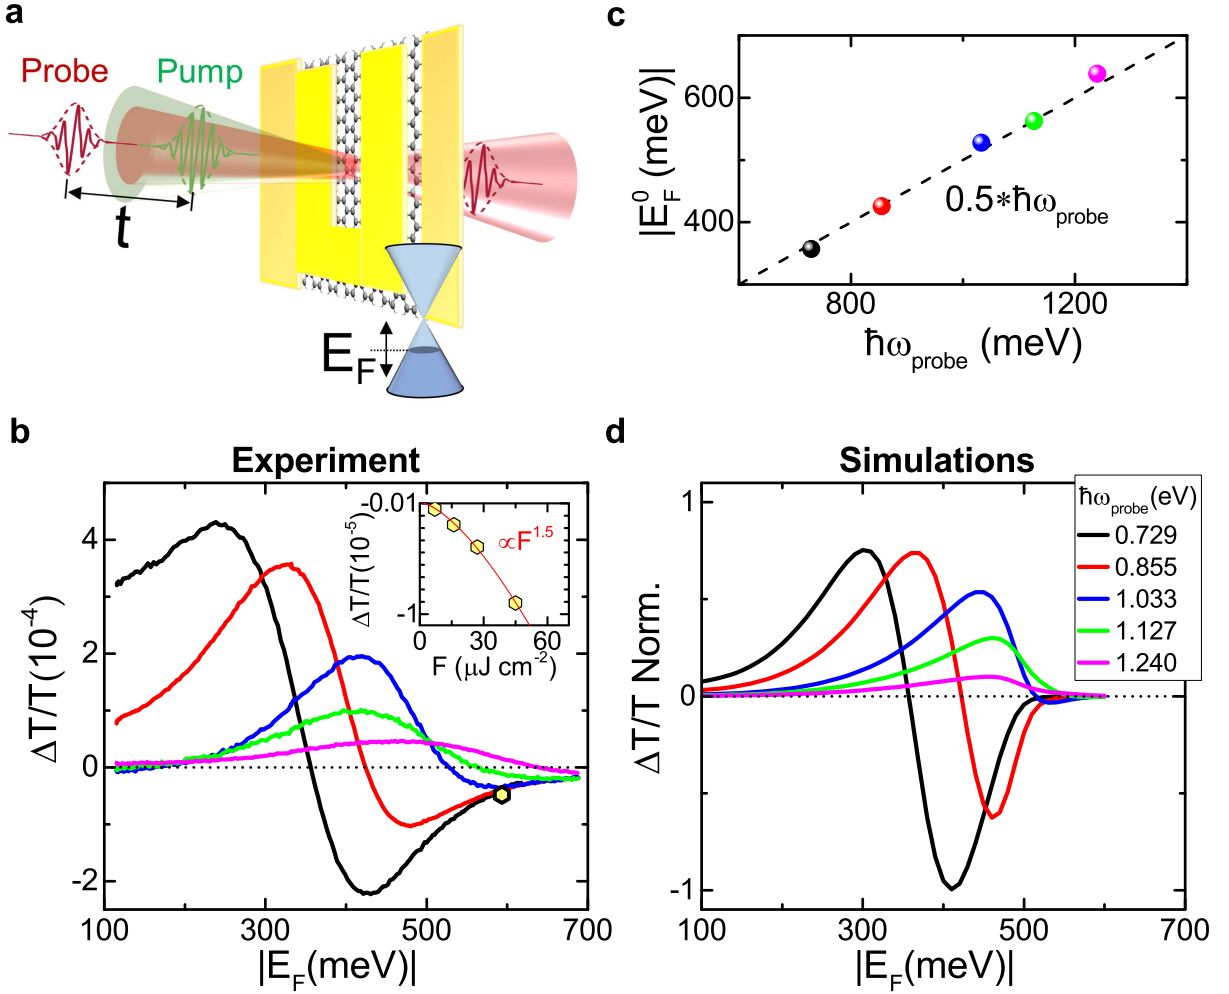 a
Probe
Pump
t
E_F
c
|E_F^0 (meV)|
600
400
0.5*ħω_probe
800
1200
ħω_probe (meV)
b
Experiment
ΔT/T(10^-4)
4
2
0
-2
100
300
500
700
|E_F(meV)|
-0.01
-1
ΔT/T(10^-5)
∝F^1.5
0
30
60
F (μJ cm^-2)
d
Simulations
ΔT/T Norm.
1
0
-1
100
300
500
700
|E_F(meV)|
ħω_probe(eV)
0.729
0.855
1.033
1.127
1.240